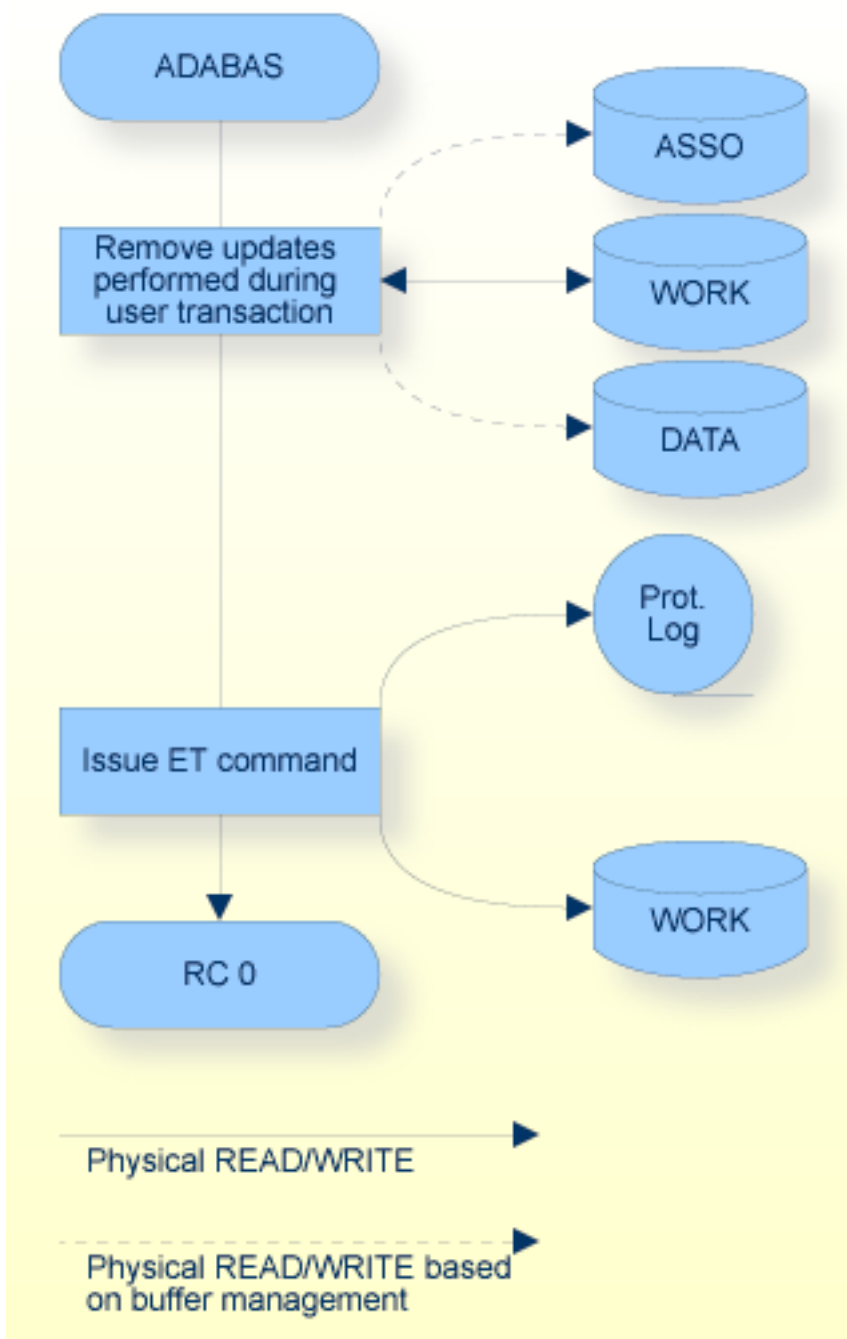 ADABAS
ASSO
Remove updates
performed during
user transaction
WORK
DATA
Prot.
Log
Issue ET command
WORK
RC 0
Physical READ/WRITE
Physical READ/WRITE based
on buffer management